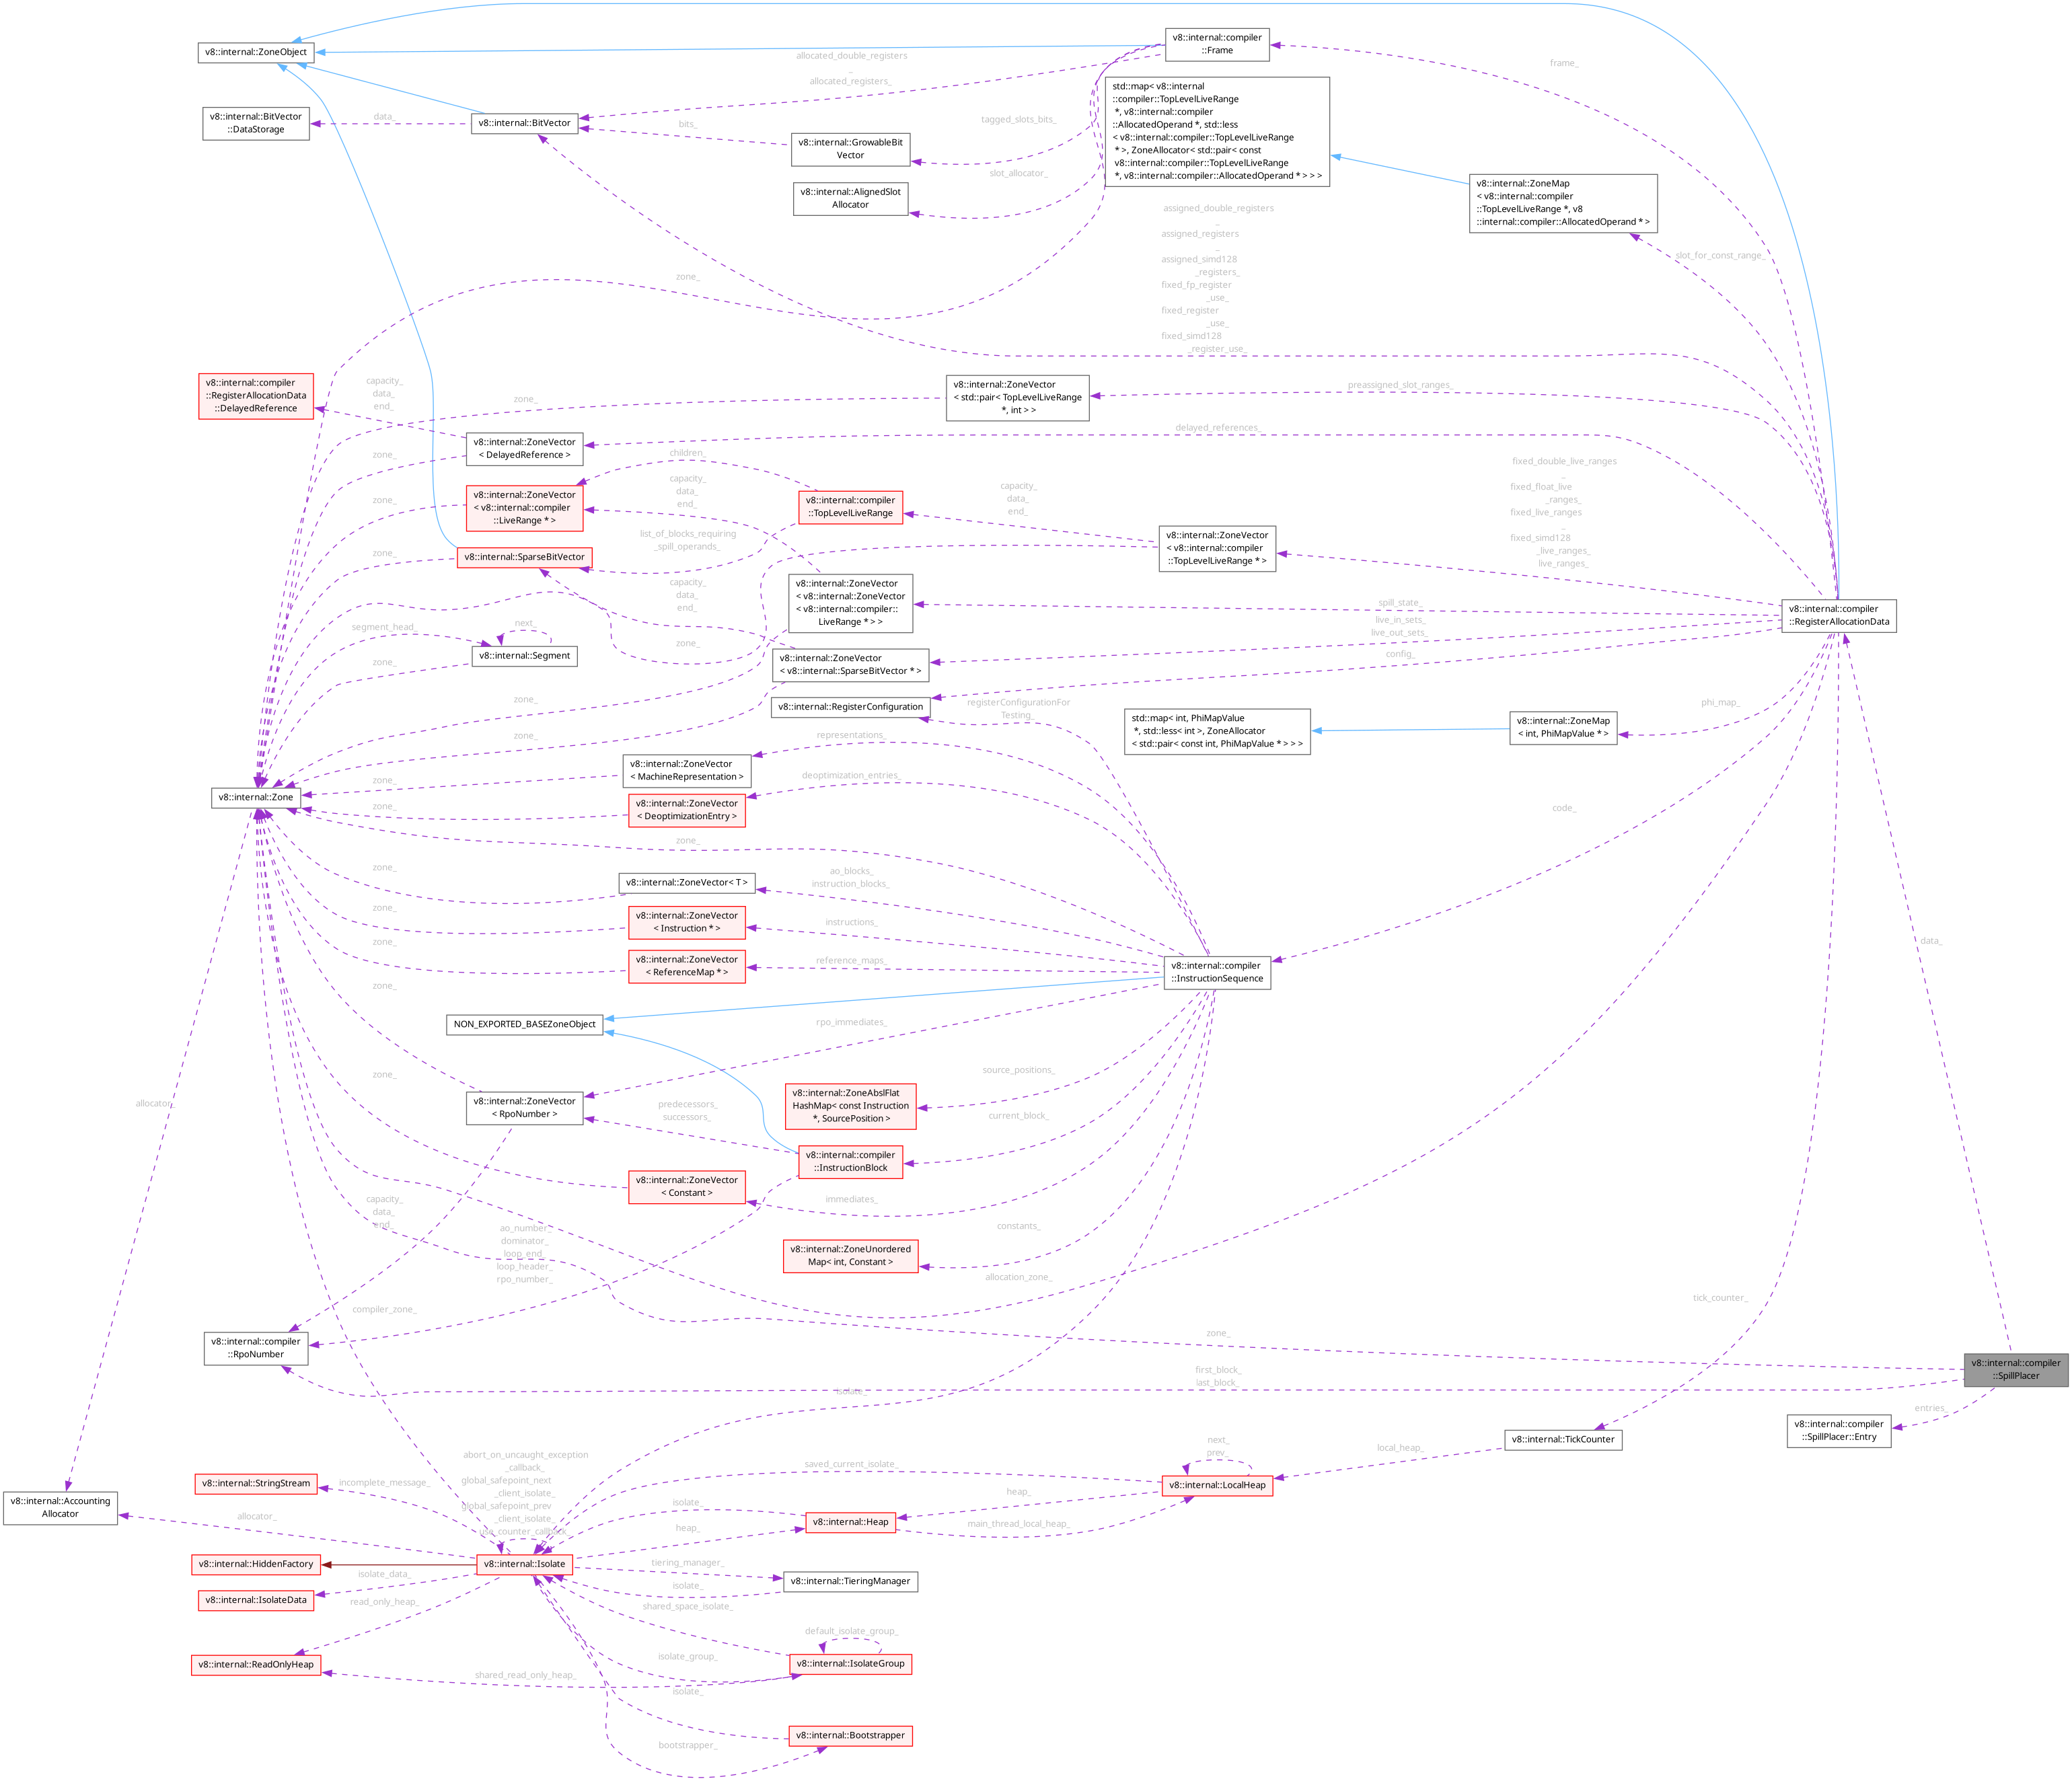 v8::internal::ZoneObject
v8::internal::compiler
::Frame
allocated_double_registers
_
allocated_registers_
frame_
std::map< v8::internal
::compiler::TopLevelLiveRange
*, v8::internal::compiler
::AllocatedOperand *, std::less
< v8::internal::compiler::TopLevelLiveRange
* >, ZoneAllocator< std::pair< const
v8::internal::compiler::TopLevelLiveRange
*, v8::internal::compiler::AllocatedOperand * > > >
v8::internal::BitVector
::DataStorage
data_
v8::internal::BitVector
bits_
v8::internal::GrowableBit
Vector
tagged_slots_bits_
slot_allocator_
v8::internal::AlignedSlot
Allocator
v8::internal::ZoneMap
< v8::internal::compiler
::TopLevelLiveRange *, v8
::internal::compiler::AllocatedOperand * >
slot_for_const_range_
assigned_double_registers
_
assigned_registers
_
assigned_simd128
_registers_
fixed_fp_register
_use_
fixed_register
_use_
fixed_simd128
_register_use_
zone_
v8::internal::compiler
::RegisterAllocationData
::DelayedReference
capacity_
data_
end_
zone_
v8::internal::ZoneVector
< std::pair< TopLevelLiveRange
*, int > >
preassigned_slot_ranges_
v8::internal::ZoneVector
< DelayedReference >
delayed_references_
zone_
children_
v8::internal::ZoneVector
< v8::internal::compiler
::LiveRange * >
zone_
capacity_
data_
end_
v8::internal::compiler
::TopLevelLiveRange
capacity_
data_
end_
fixed_double_live_ranges
_
fixed_float_live
_ranges_
fixed_live_ranges
_
fixed_simd128
_live_ranges_
live_ranges_
v8::internal::ZoneVector
< v8::internal::compiler
::TopLevelLiveRange * >
list_of_blocks_requiring
_spill_operands_
v8::internal::SparseBitVector
zone_
capacity_
data_
end_
v8::internal::ZoneVector
< v8::internal::ZoneVector
< v8::internal::compiler::
LiveRange * > >
spill_state_
v8::internal::compiler
::RegisterAllocationData
live_in_sets_
live_out_sets_
segment_head_
next_
v8::internal::Segment
zone_
zone_
v8::internal::ZoneVector
< v8::internal::SparseBitVector * >
config_
zone_
v8::internal::RegisterConfiguration
registerConfigurationFor
Testing_
std::map< int, PhiMapValue
*, std::less< int >, ZoneAllocator
< std::pair< const int, PhiMapValue * > > >
v8::internal::ZoneMap
< int, PhiMapValue * >
phi_map_
zone_
representations_
v8::internal::ZoneVector
< MachineRepresentation >
zone_
deoptimization_entries_
v8::internal::Zone
v8::internal::ZoneVector
< DeoptimizationEntry >
zone_
code_
zone_
zone_
v8::internal::ZoneVector< T >
ao_blocks_
instruction_blocks_
zone_
v8::internal::ZoneVector
< Instruction * >
instructions_
zone_
v8::internal::ZoneVector
< ReferenceMap * >
reference_maps_
v8::internal::compiler
::InstructionSequence
data_
zone_
NON_EXPORTED_BASEZoneObject
rpo_immediates_
zone_
v8::internal::ZoneVector
< RpoNumber >
allocator_
predecessors_
successors_
v8::internal::ZoneAbslFlat
HashMap< const Instruction
*, SourcePosition >
source_positions_
current_block_
v8::internal::compiler
::InstructionBlock
v8::internal::ZoneVector
< Constant >
immediates_
capacity_
data_
end_
ao_number_
dominator_
loop_end_
loop_header_
rpo_number_
constants_
v8::internal::ZoneUnordered
Map< int, Constant >
allocation_zone_
tick_counter_
compiler_zone_
v8::internal::compiler
::RpoNumber
zone_
first_block_
last_block_
v8::internal::compiler
::SpillPlacer
isolate_
entries_
v8::internal::compiler
::SpillPlacer::Entry
v8::internal::TickCounter
local_heap_
abort_on_uncaught_exception
_callback_
global_safepoint_next
_client_isolate_
global_safepoint_prev
_client_isolate_
use_counter_callback_
next_
prev_
v8::internal::StringStream
incomplete_message_
saved_current_isolate_
v8::internal::LocalHeap
v8::internal::Accounting
Allocator
allocator_
isolate_
heap_
v8::internal::Heap
heap_
main_thread_local_heap_
v8::internal::HiddenFactory
v8::internal::Isolate
tiering_manager_
v8::internal::TieringManager
isolate_data_
isolate_
v8::internal::IsolateData
read_only_heap_
shared_space_isolate_
default_isolate_group_
v8::internal::ReadOnlyHeap
isolate_group_
v8::internal::IsolateGroup
shared_read_only_heap_
isolate_
v8::internal::Bootstrapper
bootstrapper_